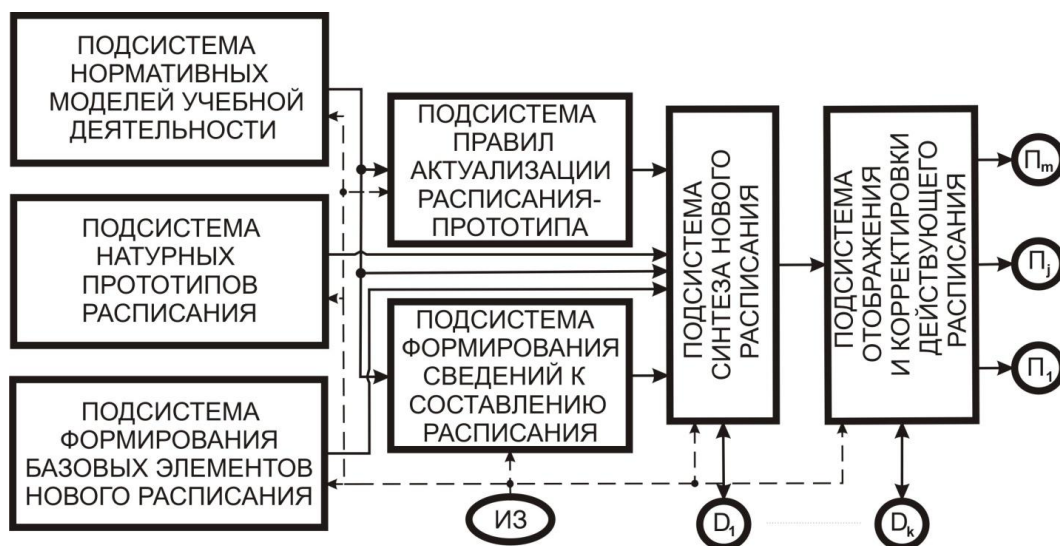 ПОДСИСТЕМА
НОРМАТИВНЫХ
МОДЕЛЕЙ УЧЕБНОЙ
ДЕЯТЕЛЬНОСТИ
ПОДСИСТЕМА
НАТУРНЫХ
ПРОТОТИПОВ
РАСПИСАНИЯ
ПОДСИСТЕМА
ФОРМИРОВАНИЯ
БАЗОВЫХ ЭЛЕМЕНТОВ
НОВОГО РАСПИСАНИЯ
ПОДСИСТЕМА
ПРАВИЛ
АКТУАЛИЗАЦИИ
РАСПИСАНИЯ-
ПРОТОТИПА
ПОДСИСТЕМА
ФОРМИРОВАНИЯ
СВЕДЕНИЙ К
СОСТАВЛЕНИЮ
РАСПИСАНИЯ
ИЗ
ПОДСИСТЕМА
СИНТЕЗА НОВОГО
РАСПИСАНИЯ
ПОДСИСТЕМА
ОТОБРАЖЕНИЯ
И КОРРЕКТИРОВКИ
ДЕЙСТВУЮЩЕГО
РАСПИСАНИЯ
Пm
Пj
П1
D1
Dk